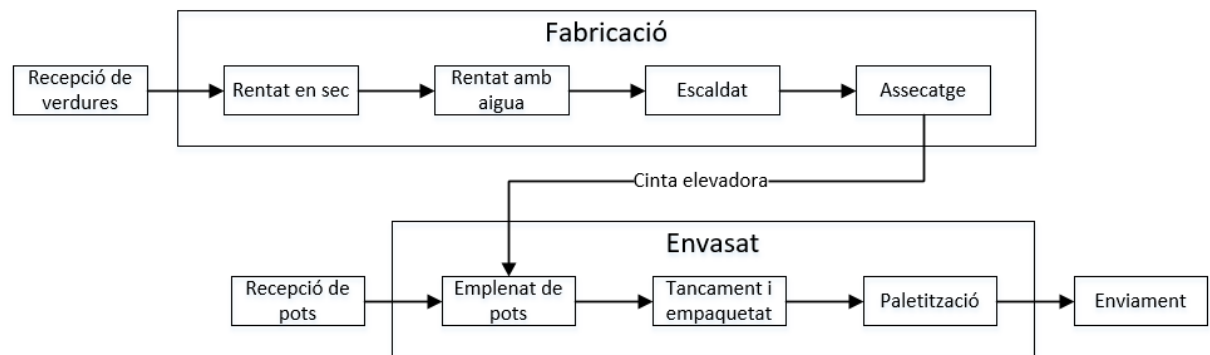 Fabricació
Recepció de
verdures
Rentat en sec
Rentat amb
aigua
Escaldat
Assecatge
Cinta elevadora
Envasat
Recepció de
pots
Emplenat de
pots
Tancament i
empaquetat
Paletització
Enviament